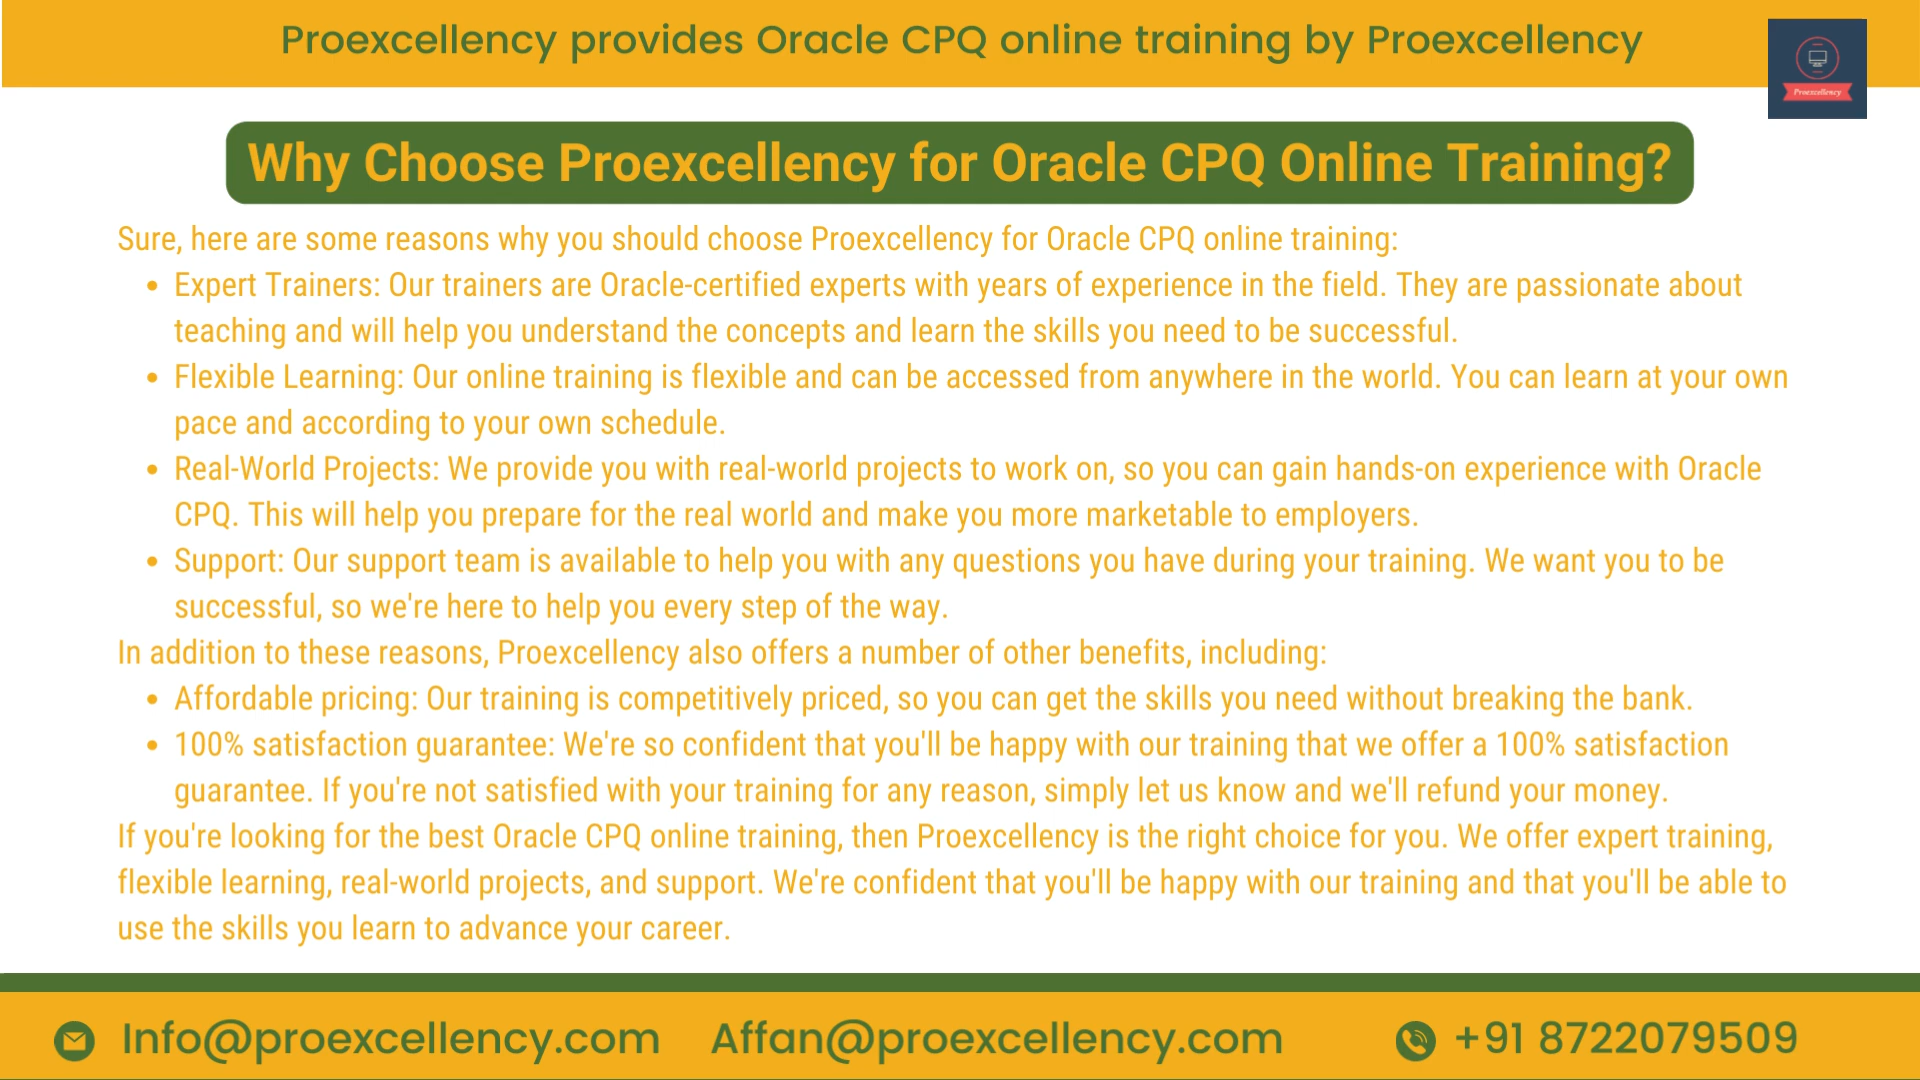 Proexcellency provides Oracle CPQ online training by Proexcellency
Proexcellency
Why Choose Proexcellency for Oracle CPQ Online Training?
Sure, here are some reasons why you should choose Proexcellency for Oracle CPQ online training:
• Expert Trainers: Our trainers are Oracle-certified experts with years of experience in the field. They are passionate about
teaching and will help you understand the concepts and learn the skills you need to be successful.
• Flexible Learning: Our online training is flexible and can be accessed from anywhere in the world. You can learn at your own
pace and according to your own schedule.
• Real-World Projects: We provide you with real-world projects to work on, so you can gain hands-on experience with Oracle
CPQ. This will help you prepare for the real world and make you more marketable to employers.
• Support: Our support team is available to help you with any questions you have during your training. We want you to be
successful, so we're here to help you every step of the way.
In addition to these reasons, Proexcellency also offers a number of other benefits, including:
• Affordable pricing: Our training is competitively priced, so you can get the skills you need without breaking the bank.
• 100% satisfaction guarantee: We're so confident that you'll be happy with our training that we offer a 100% satisfaction
guarantee. If you're not satisfied with your training for any reason, simply let us know and we'll refund your money.
If you're looking for the best Oracle CPQ online training, then Proexcellency is the right choice for you. We offer expert training,
flexible learning, real-world projects, and support. We're confident that you'll be happy with our training and that you'll be able to
use the skills you learn to advance your career.
Info@proexcellency.com Affan@proexcellency.com +91 8722079509